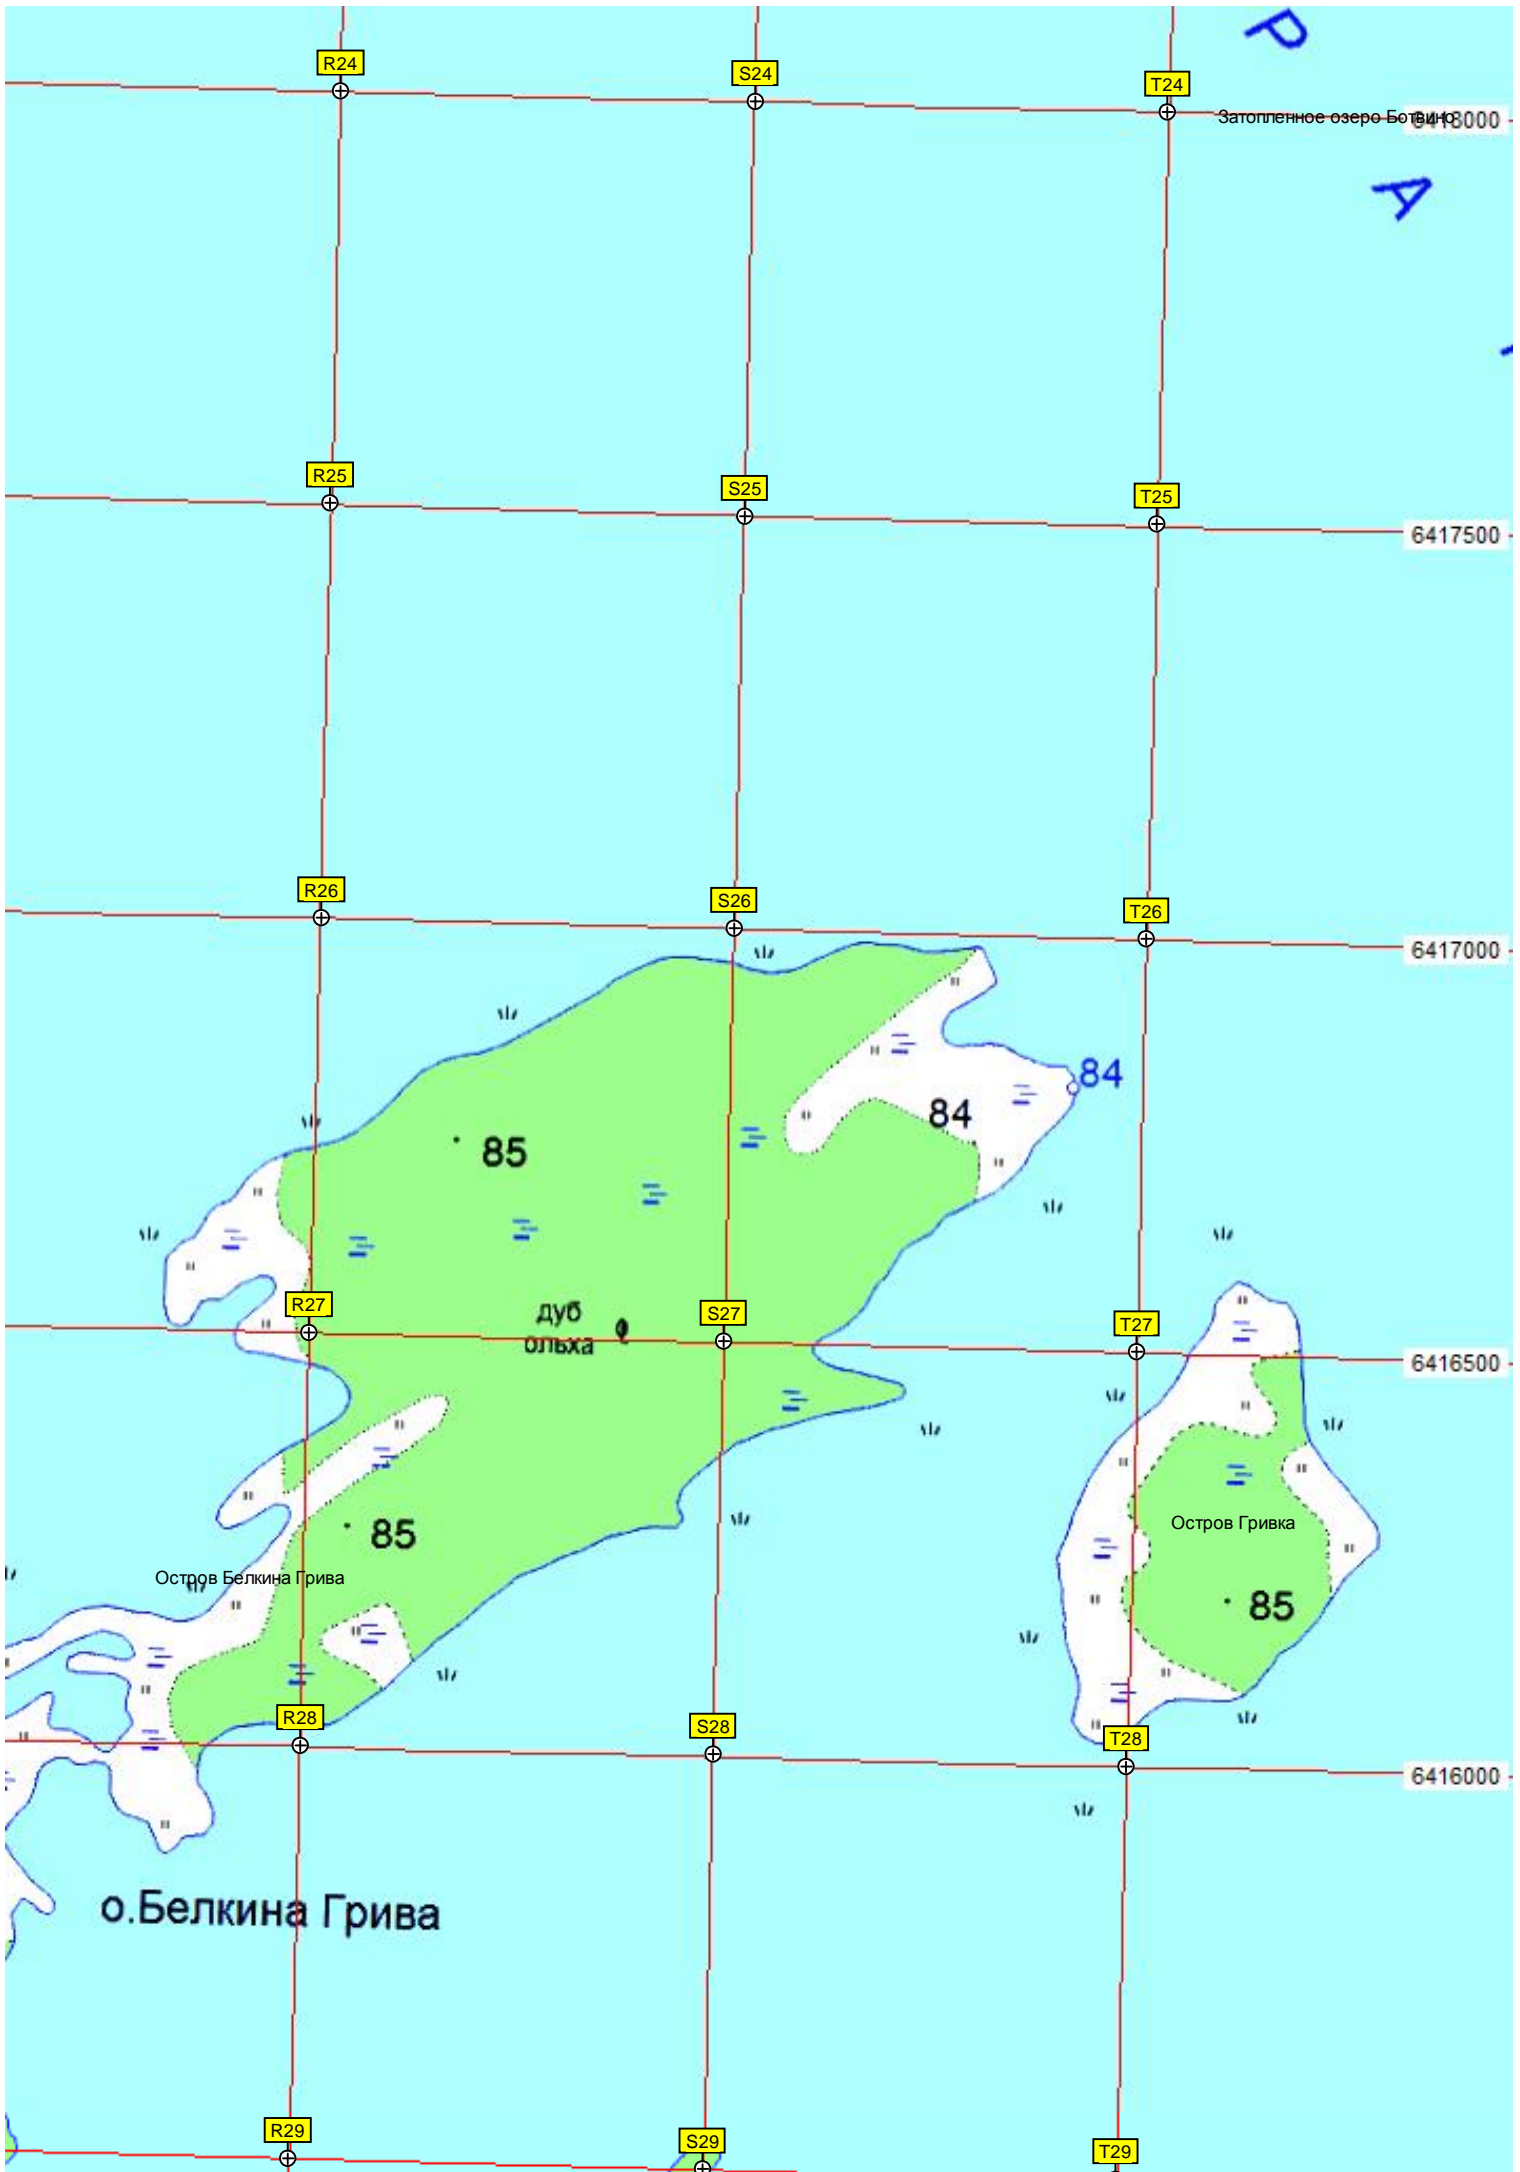 Р
R24
S24
T24
Затопленное озеро Ботвино
6418000
А
R25
S25
T25
6417500
R26
S26
T26
6417000
84
84
85
R27
дуб
ольха
S27
T27
6416500
Остров Гривка
85
Остров Белкина Грива
85
R28
S28
T28
6416000
о.Белкина Грива
R29
S29
T29